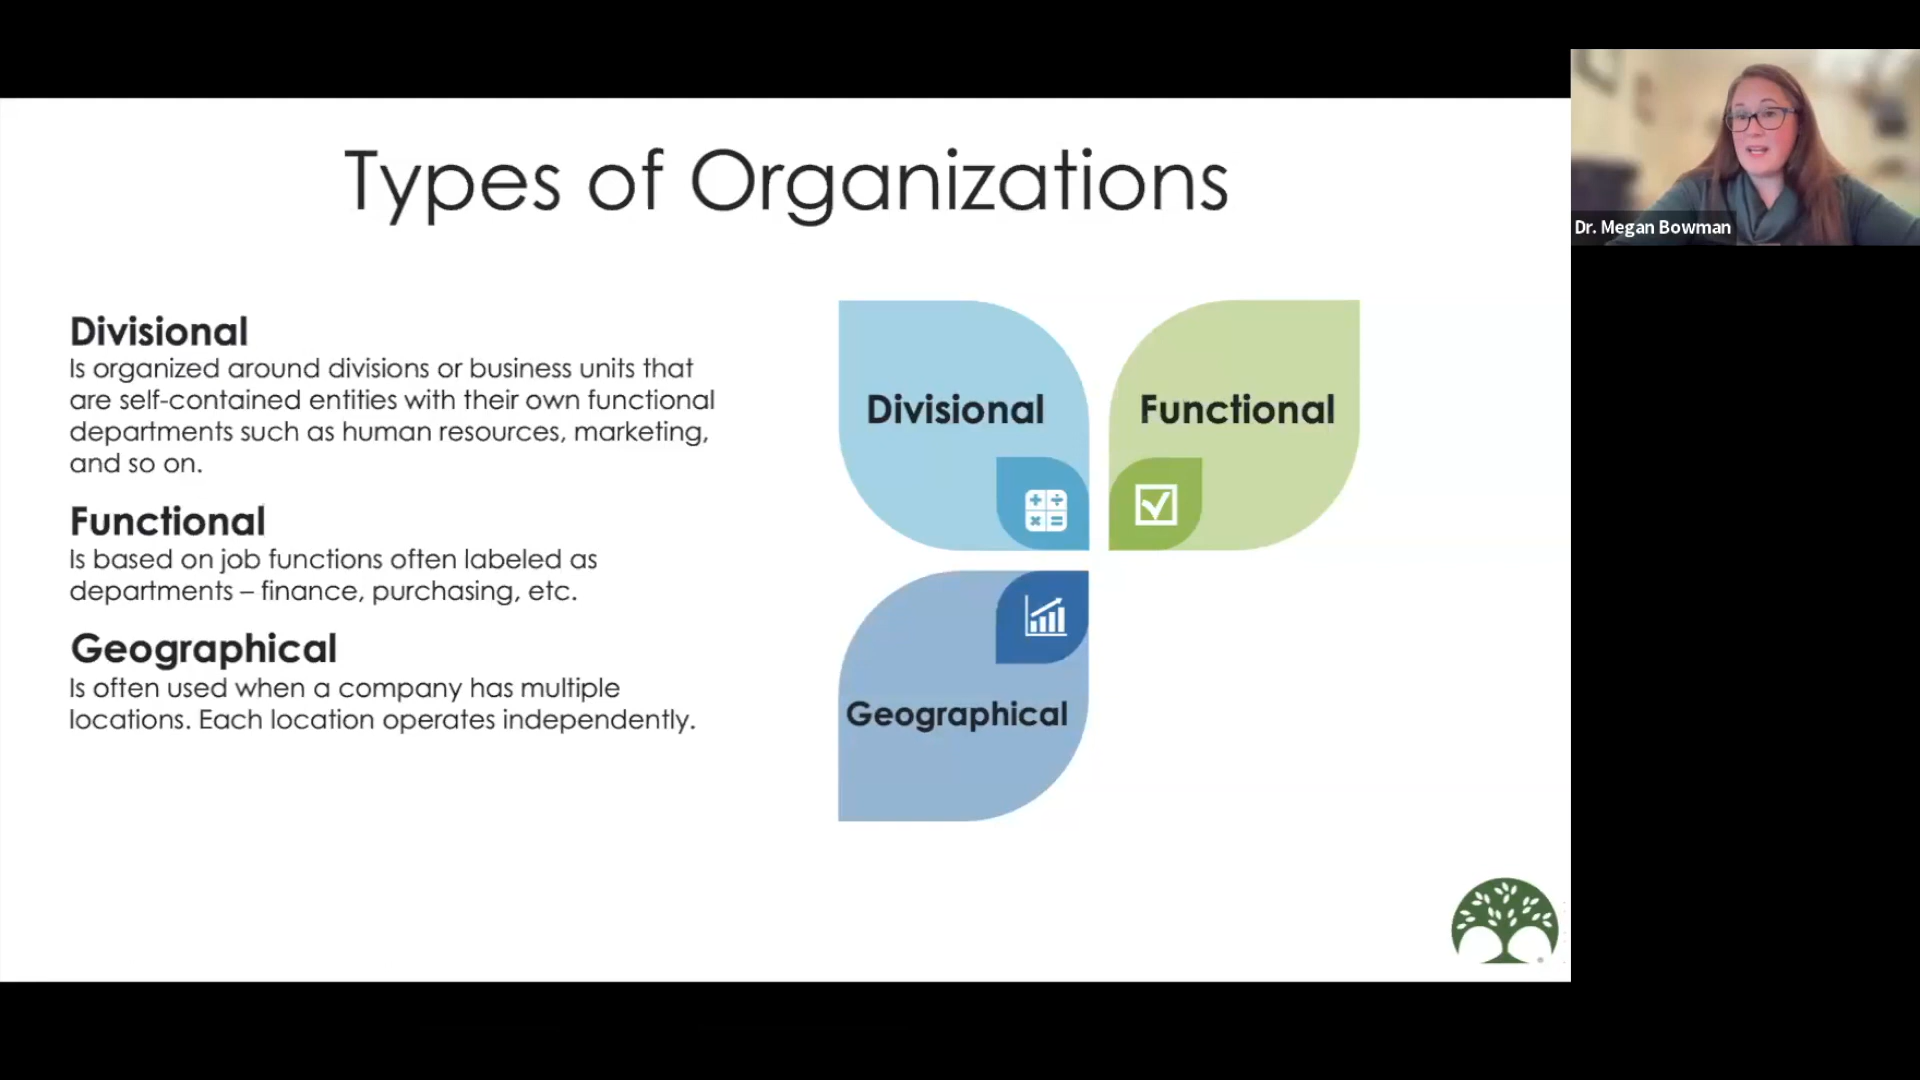 Types of Organizations
Divisional
Is organized around divisions or business units that
are self-contained entities with their own functional
departments such as human resources, marketing,
and so on.
Functional
Is based on job functions often labeled as
departments – finance, purchasing, etc.
Geographical
Is often used when a company has multiple
locations. Each location operates independently.
Divisional
Functional
Geographical
Dr. Megan Bowman